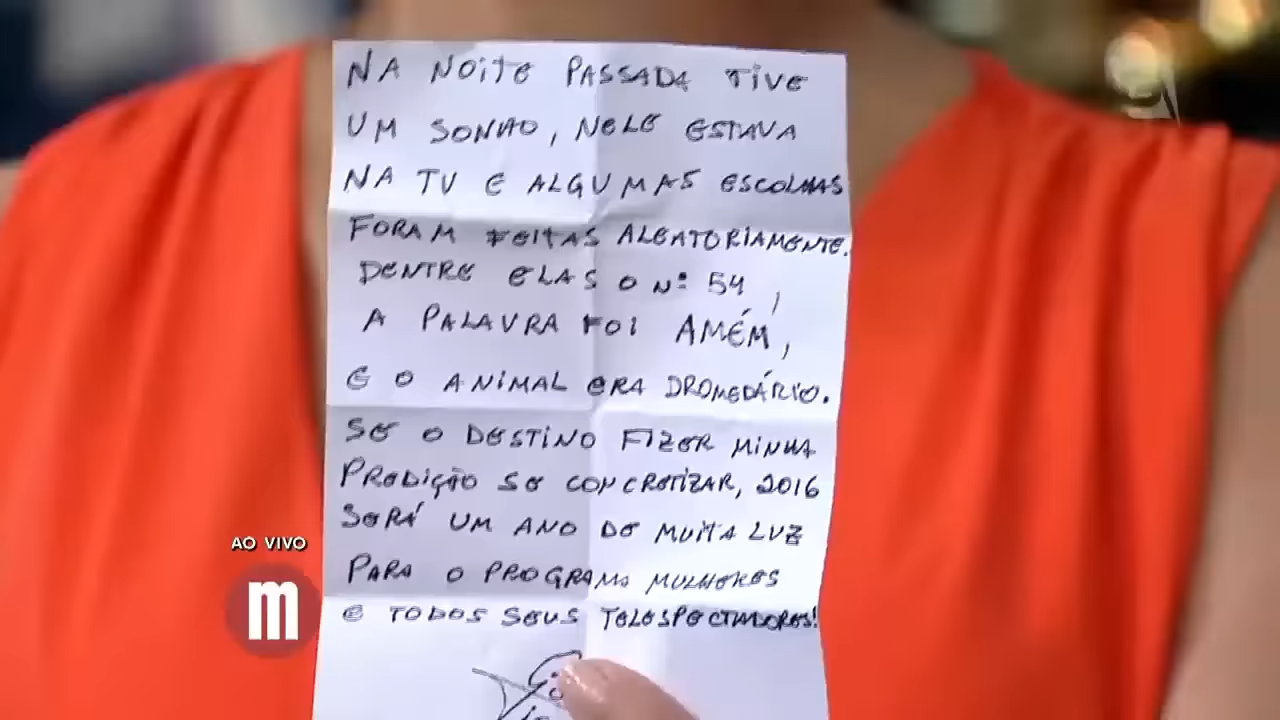 NA NOITE PASSADA TIVE
UM SONHO, NELE ESTAVA
NA TV E ALGUMAS ESCOLHAS
FORAM FEITAS ALEATORIAMENTE.
DENTRE ELAS O Nº 54,
A PALAVRA FOI AMÉM,
E O ANIMAL ERA DROMEDÁRIO.
SE O DESTINO FIZER MINHA
PREDIÇÃO SE CONCRETIZAR, 2016
SERÁ UM ANO DE MUITA LUZ
PARA O PROGRAMA MULHERES
E TODOS SEUS TELESPECTADORES!
AO VIVO
m